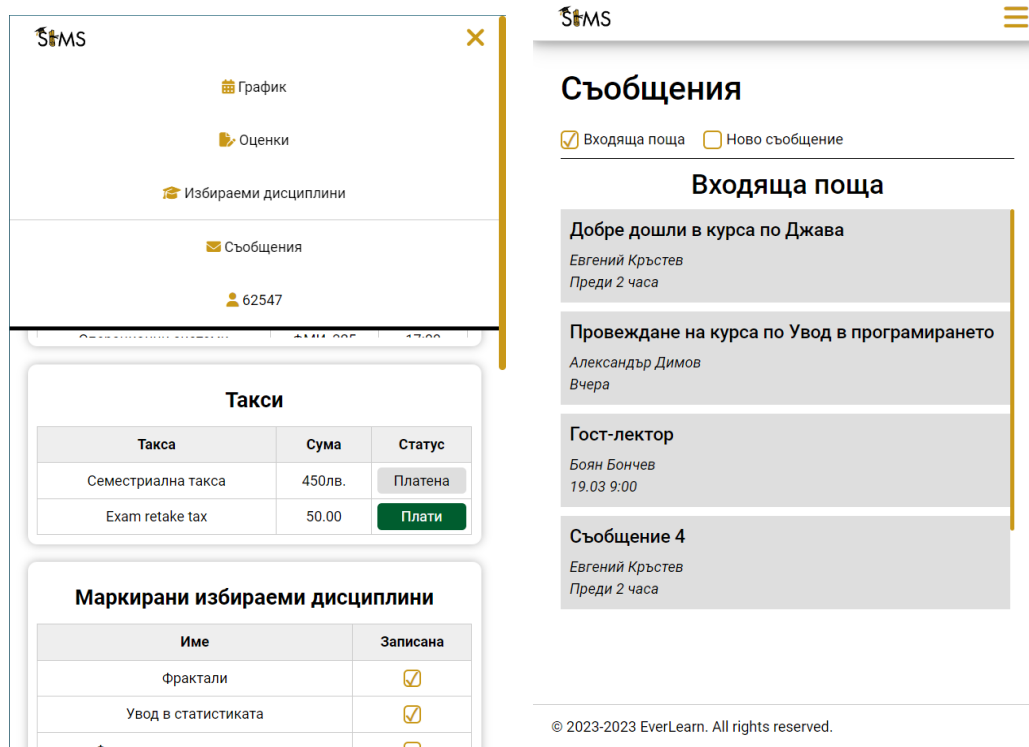 SMS
График
Оценки
Избираеми дисциплини
Съобщения
62547
Такси
Такса Сума Статус
Семестриална такса 450лв. Платена
Exam retake tax 50.00 Плати
Маркирани избираеми дисциплини
Име Записана
Фрактали
Увод в статистиката
SMS
Съобщения
Входяща поща Ново съобщение
Входяща поща
Добре дошли в курса по Джава
Евгений Кръстев
Преди 2 часа
Провеждане на курса по Увод в програмирането
Александър Димов
Вчера
Гост-лектор
Боян Бончев
19.03 9:00
Съобщение 4
Евгений Кръстев
Преди 2 часа
© 2023-2023 EverLearn. All rights reserved.